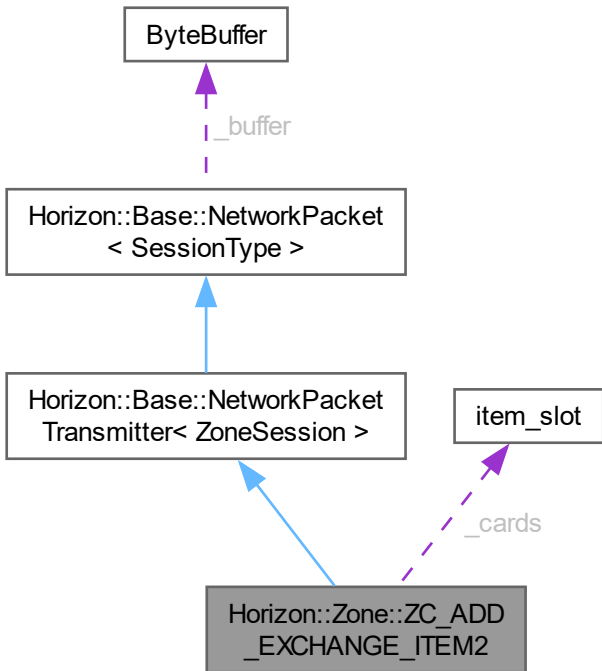 ByteBuffer
_buffer
Horizon::Base::NetworkPacket
< SessionType >
Horizon::Base::NetworkPacket
Transmitter< ZoneSession >
item_slot
_cards
Horizon::Zone::ZC_ADD
_EXCHANGE_ITEM2